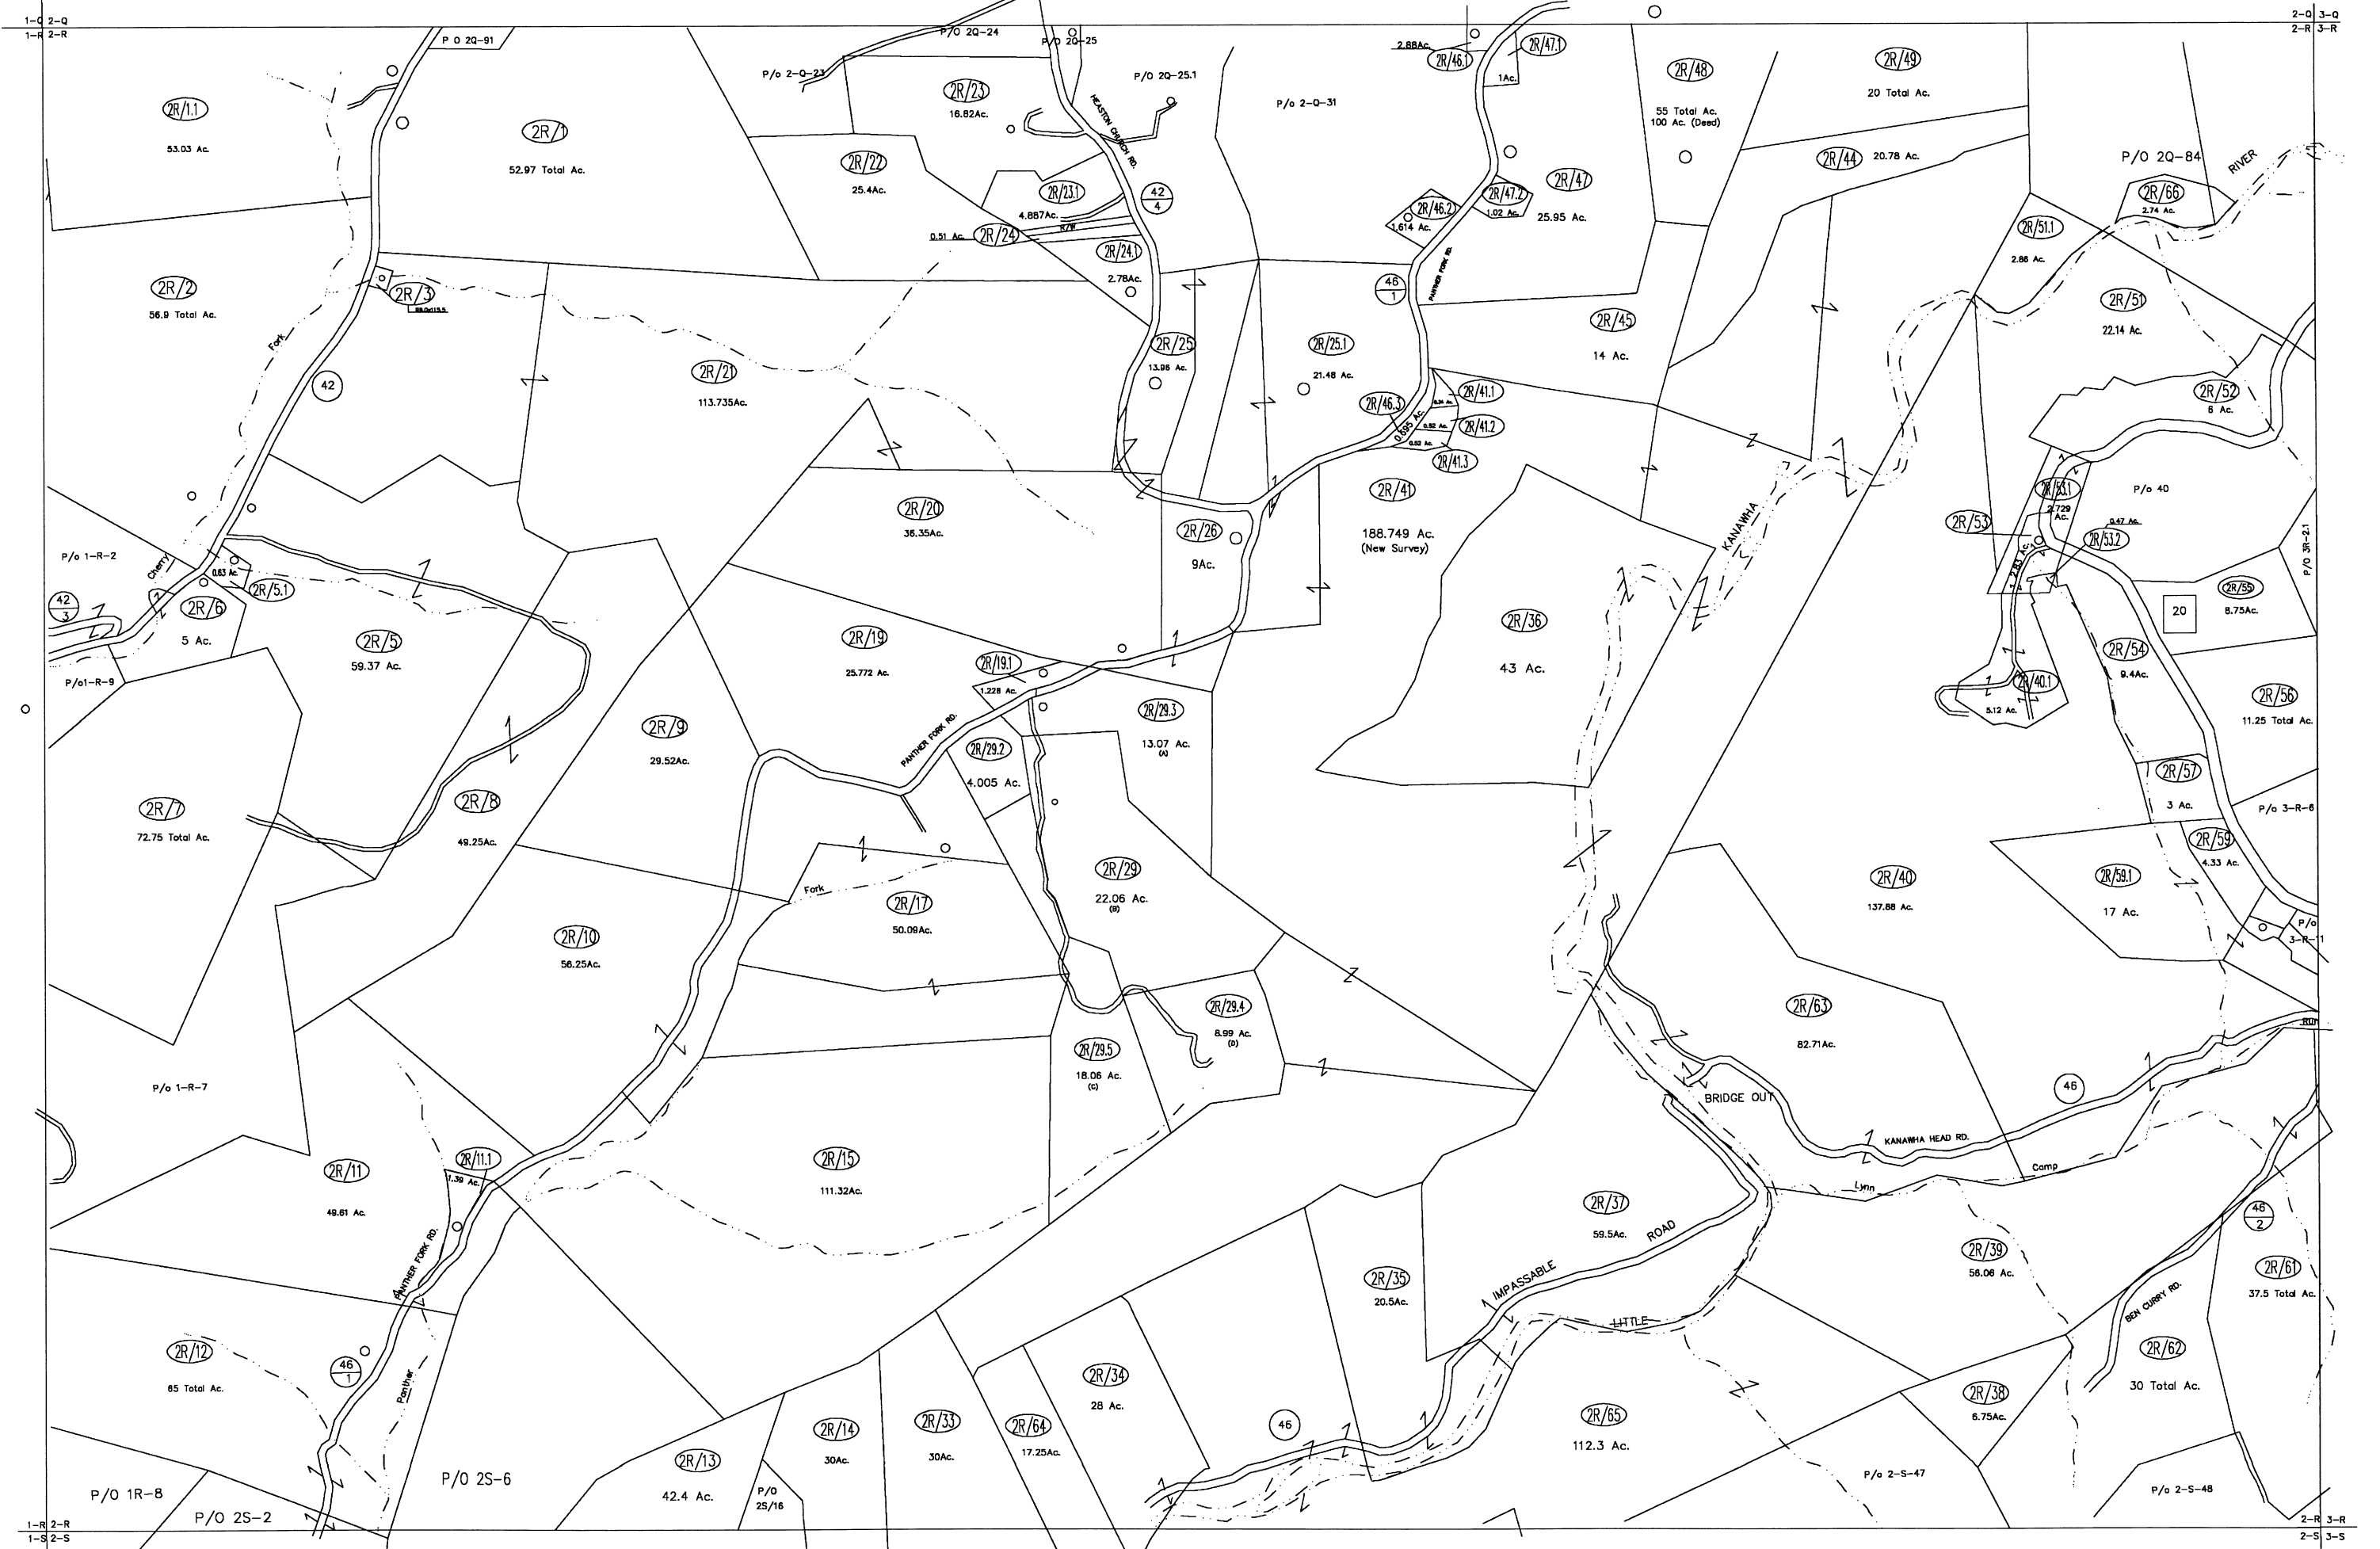 1-Q 2-Q
1-R 2-R
2-Q 3-Q
2-R 3-R
P O 2Q-91
P/O 2Q-24
P/O 2Q-25
P/o 2-Q-23
P/O 2Q-25.1
P/o 2-Q-31
2.88Ac.
2R/46.1
2R/47.1
1Ac.
2R/48
55 Total Ac.
100 Ac. (Deed)
2R/49
20 Total Ac.
2R/1.1
53.03 Ac.
2R/1
52.97 Total Ac.
2R/23
16.82Ac.
HEASTON CHURCH RD.
2R/22
25.4Ac.
2R/23.1
4.887Ac.
R/W
42
4
0.51 Ac.
2R/24
2R/24.1
2.78Ac.
2R/46.2
1.614 Ac.
2R/47.2
1.02 Ac.
2R/47
25.95 Ac.
2R/44
20.78 Ac.
P/O 2Q-84
RIVER
2R/66
2.74 Ac.
2R/51.1
2.86 Ac.
2R/2
56.9 Total Ac.
2R/3
Fork
42
46
1
PANTHER FORK RD.
2R/51
22.14 Ac.
2R/45
14 Ac.
2R/21
113.735Ac.
2R/25
13.98 Ac.
2R/25.1
21.48 Ac.
2R/46.3
0.695 Ac.
2R/41.1
2R/41.2
0.52 Ac.
0.52 Ac.
2R/41.3
2R/52
6 Ac.
2R/41
188.749 Ac.
(New Survey)
2R/20
36.35Ac.
2R/26
9Ac.
KANAWHA
2R/53.1
2.729
Ac.
P/o 40
0.47 Ac.
2R/53
2R/53.2
P/O 3R-2.1
P/o 1-R-2
Cherry
0.63 Ac.
2R/5.1
2R/6
5 Ac.
42
3
2R/5
59.37 Ac.
P/o1-R-9
2R/19
25.772 Ac.
2R/19.1
1.228 Ac.
2R/36
43 Ac.
20
2R/55
8.75Ac.
2R/54
9.4Ac.
2R/40.1
5.12 Ac.
2R/56
11.25 Total Ac.
2R/9
29.52Ac.
PANTHER FORK RD.
2R/29.2
4.005 Ac.
2R/29.3
13.07 Ac.
(A)
2R/57
3 Ac.
P/o 3-R-6
2R/7
72.75 Total Ac.
2R/8
49.25Ac.
2R/59
4.33 Ac.
2R/59.1
17 Ac.
2R/40
137.88 Ac.
P/o
3-R-11
Fork
2R/17
50.09Ac.
2R/29
22.06 Ac.
(B)
2R/10
56.25Ac.
2R/29.4
8.99 Ac.
(D)
2R/63
82.71Ac.
Run
2R/29.5
18.06 Ac.
(C)
P/o 1-R-7
BRIDGE OUT
46
KANAWHA HEAD RD.
Camp
Lynn
2R/11
49.61 Ac.
2R/11.1
1.39 Ac.
2R/15
111.32Ac.
2R/37
59.5Ac.
IMPASSABLE
ROAD
46
2
2R/39
56.06 Ac.
2R/61
37.5 Total Ac.
PANTHER FORK RD.
2R/35
20.5Ac.
BEN CURRY RD.
LITTLE
2R/12
65 Total Ac.
46
1
Panther
2R/34
28 Ac.
2R/62
30 Total Ac.
2R/38
6.75Ac.
2R/65
112.3 Ac.
46
2R/64
17.25Ac.
2R/33
30Ac.
2R/14
30Ac.
2R/13
42.4 Ac.
P/O
2S/16
P/O 2S-6
P/O 1R-8
P/O 2S-2
P/o 2-S-47
P/o 2-S-48
1-R 2-R
1-S 2-S
2-R 3-R
2-S 3-S